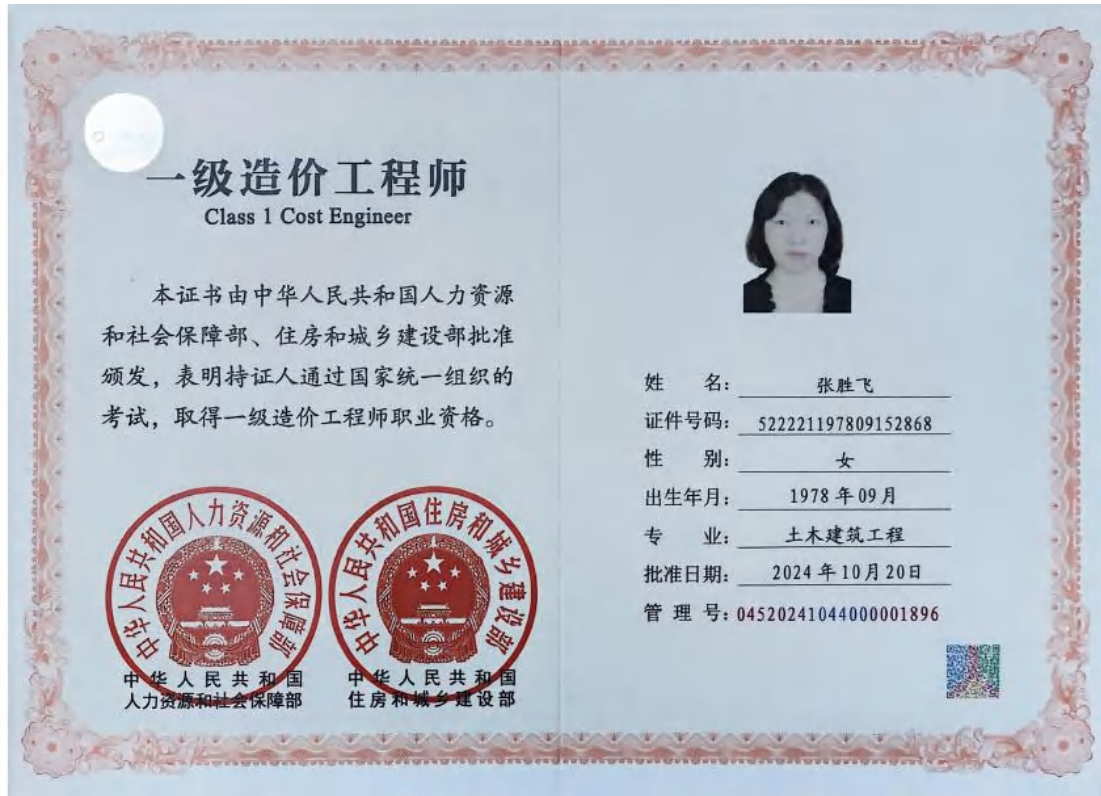 一级造价工程师
Class 1 Cost Engineer
本证书由中华人民共和国人力资源
和社会保障部、住房和城乡建设部批准
颁发，表明持证人通过国家统一组织的
考试，取得一级造价工程师职业资格。
中华人民共和国人力资源和社会保障部
中华人民共和国住房和城乡建设部
中华人民共和国
人力资源和社会保障部
中华人民共和国
住房和城乡建设部
姓名：张胜飞
证件号码：522221197809152868
性别：女
出生年月：1978年09月
专业：土木建筑工程
批准日期：2024年10月20日
管理号：04520241044000001896